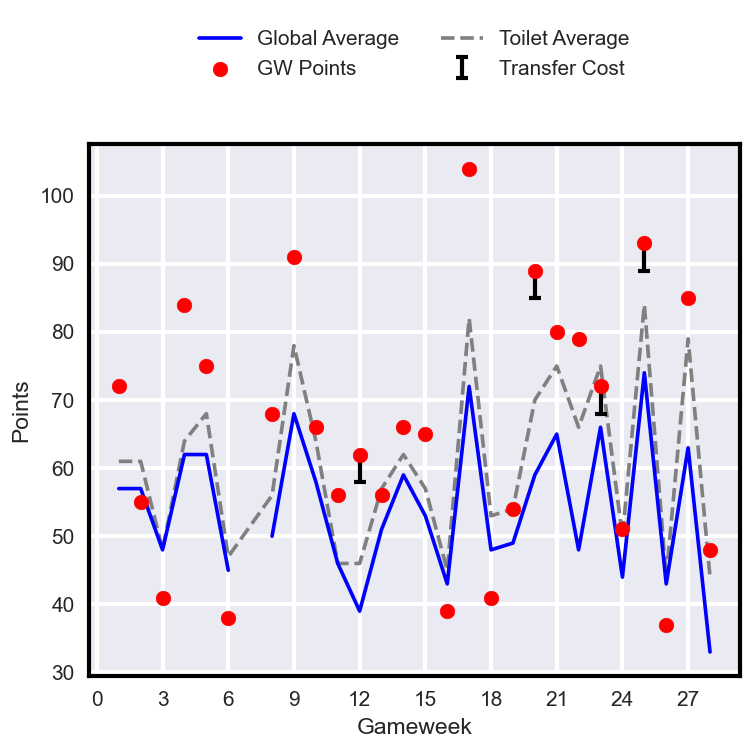 Global Average
Toilet Average
GW Points
Transfer Cost
Points
100
90
80
70
60
50
40
30
0 3 6 9 12 15 18 21 24 27
Gameweek